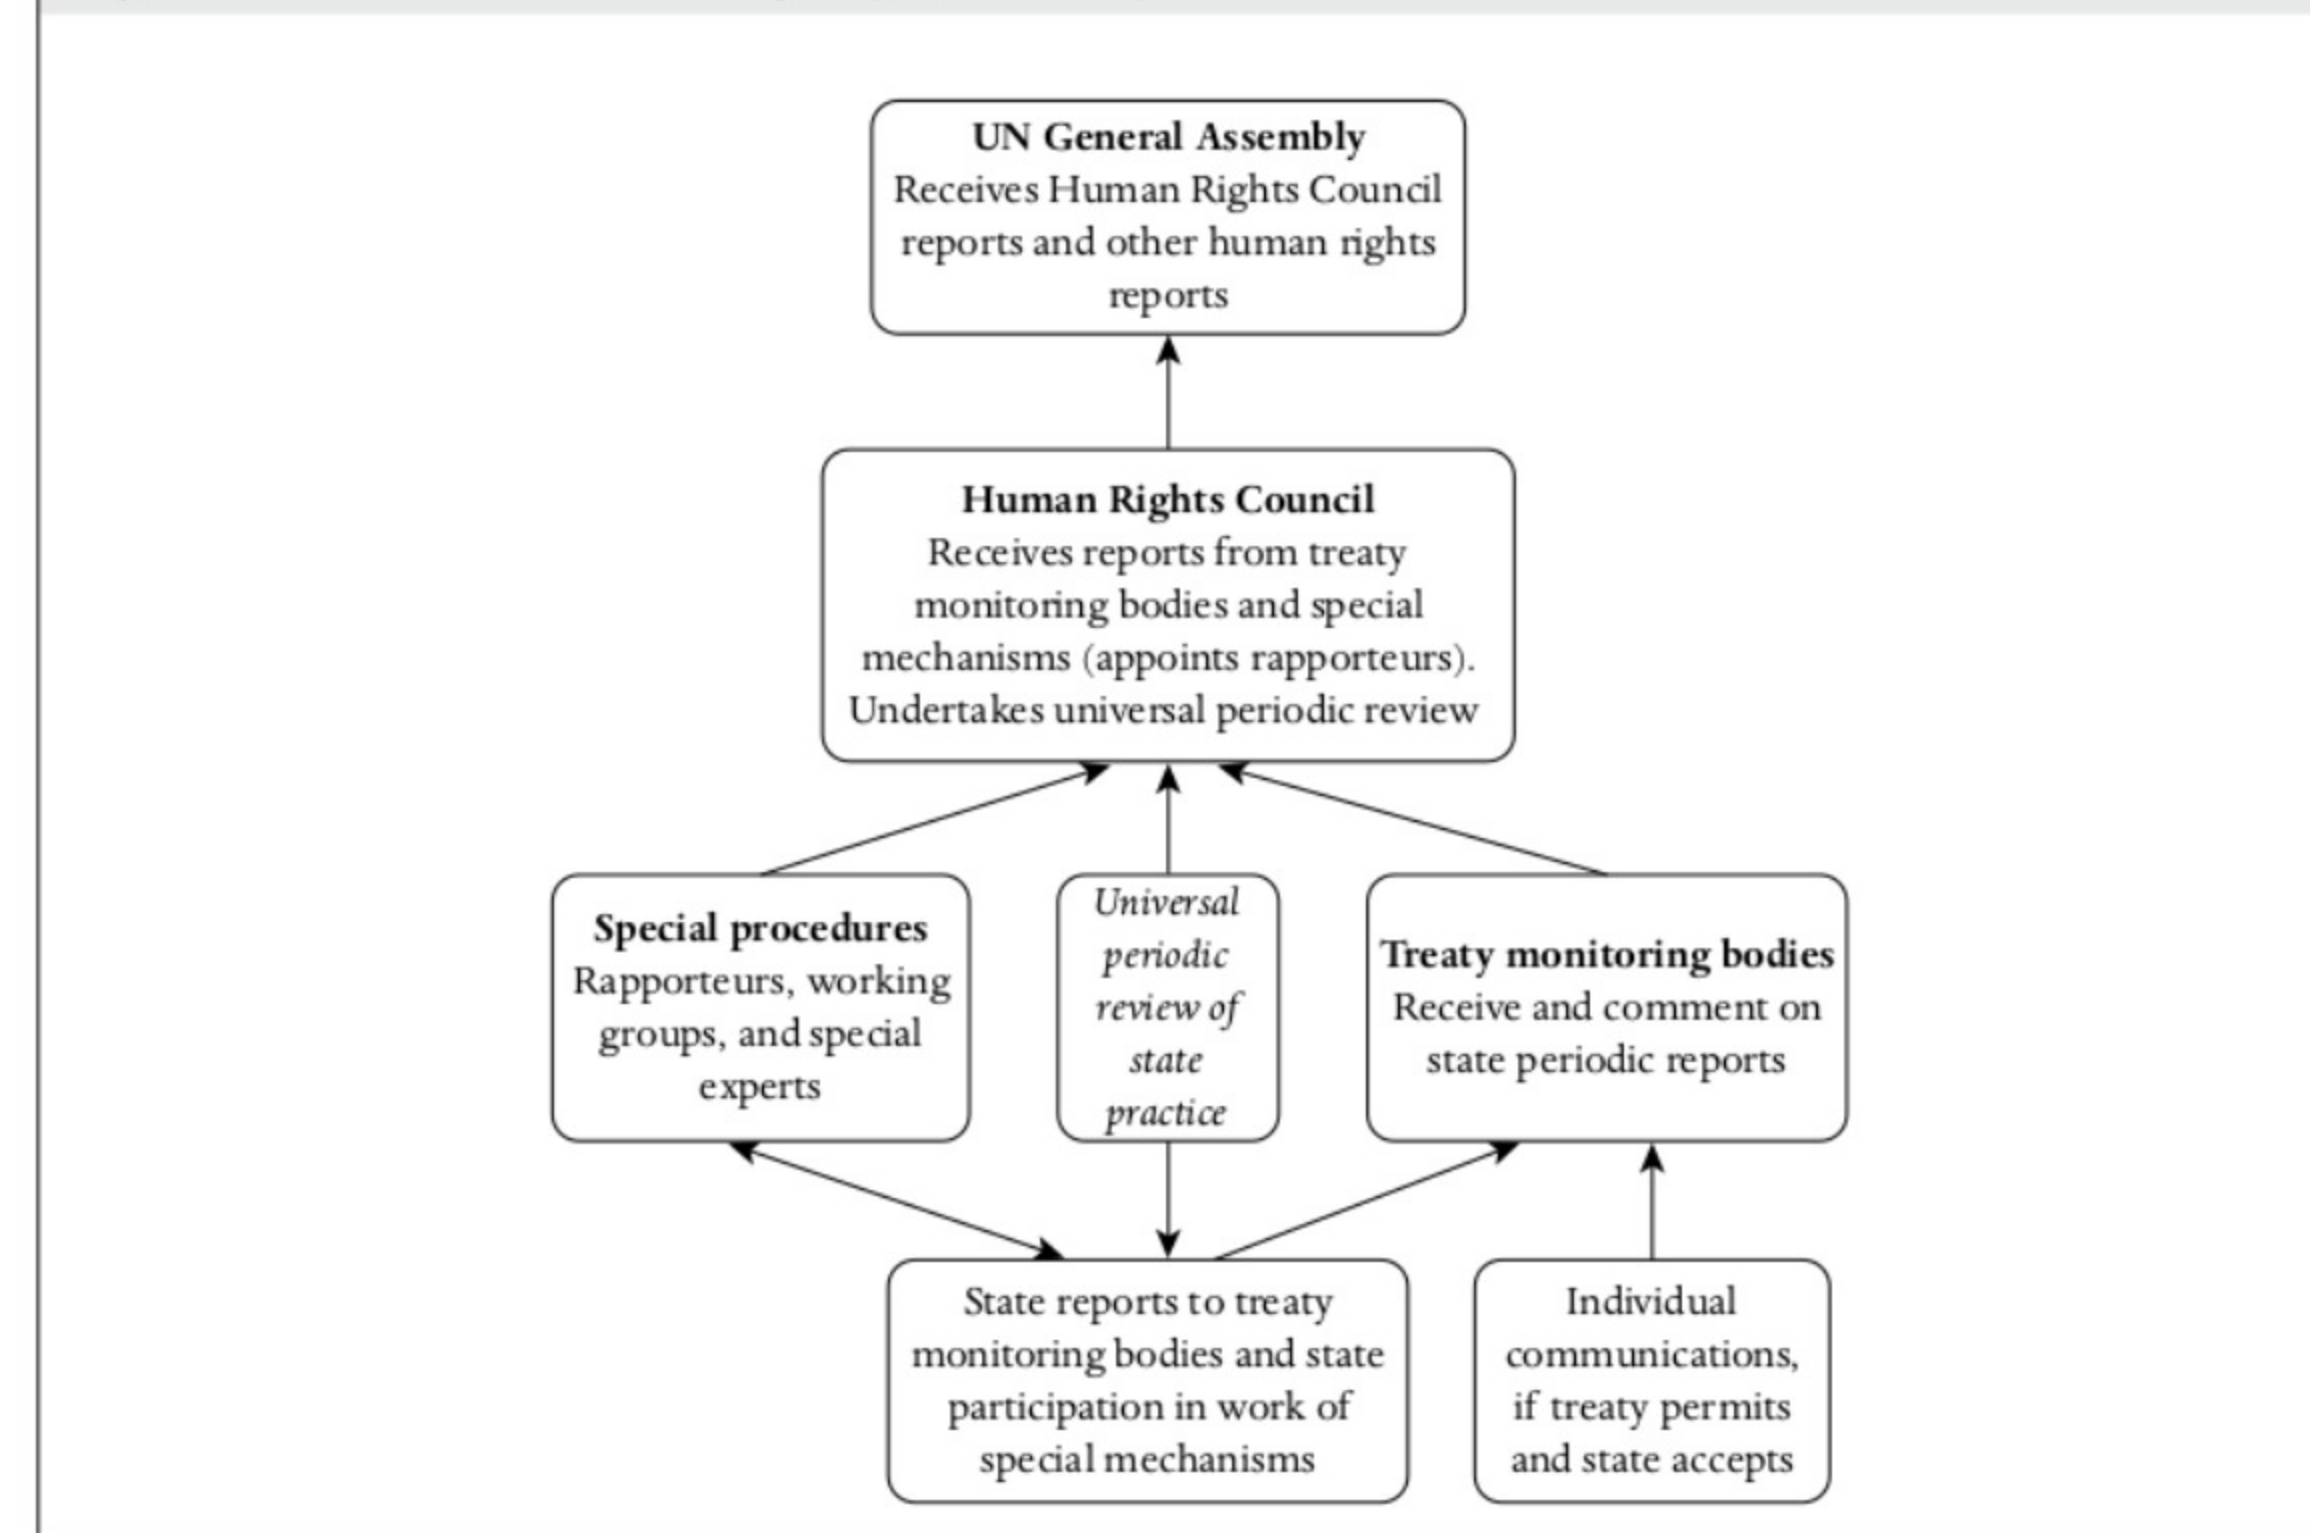 UN General Assembly
Receives Human Rights Council
reports and other human rights
reports
Human Rights Council
Receives reports from treaty
monitoring bodies and special
mechanisms (appoints rapporteurs).
Undertakes universal periodic review
Special procedures
Rapporteurs, working
groups, and special
experts
Universal
periodic
review of
state
practice
Treaty monitoring bodies
Receive and comment on
state periodic reports
State reports to treaty
monitoring bodies and state
participation in work of
special mechanisms
Individual
communications,
if treaty permits
and state accepts